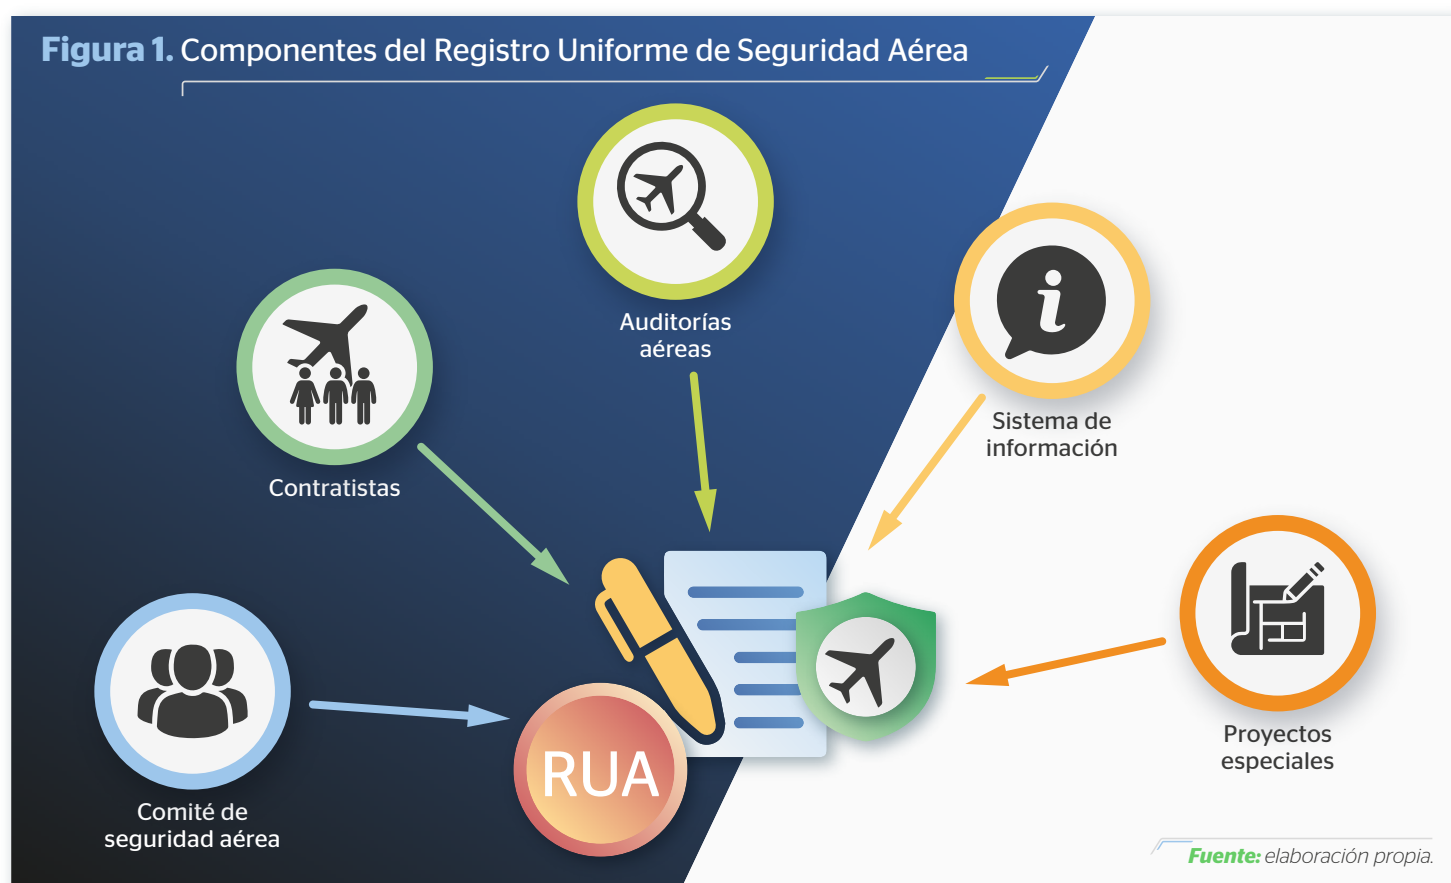 Figura 1. Componentes del Registro Uniforme de Seguridad Aérea
Auditorías
aéreas
Contratistas
Sistema de
información
Comité de
seguridad aérea
RUA
Proyectos
especiales
Fuente: elaboración propia.